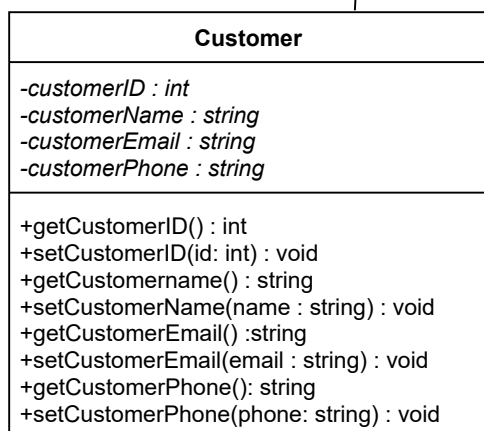 Customer
-customerID : int
-customerName : string
-customerEmail : string
-customerPhone : string
+getCustomerID() : int
+setCustomerID(id: int) : void
+getCustomername() : string
+setCustomerName(name : string) : void
+getCustomerEmail() :string
+setCustomerEmail(email : string) : void
+getCustomerPhone(): string
+setCustomerPhone(phone: string) : void